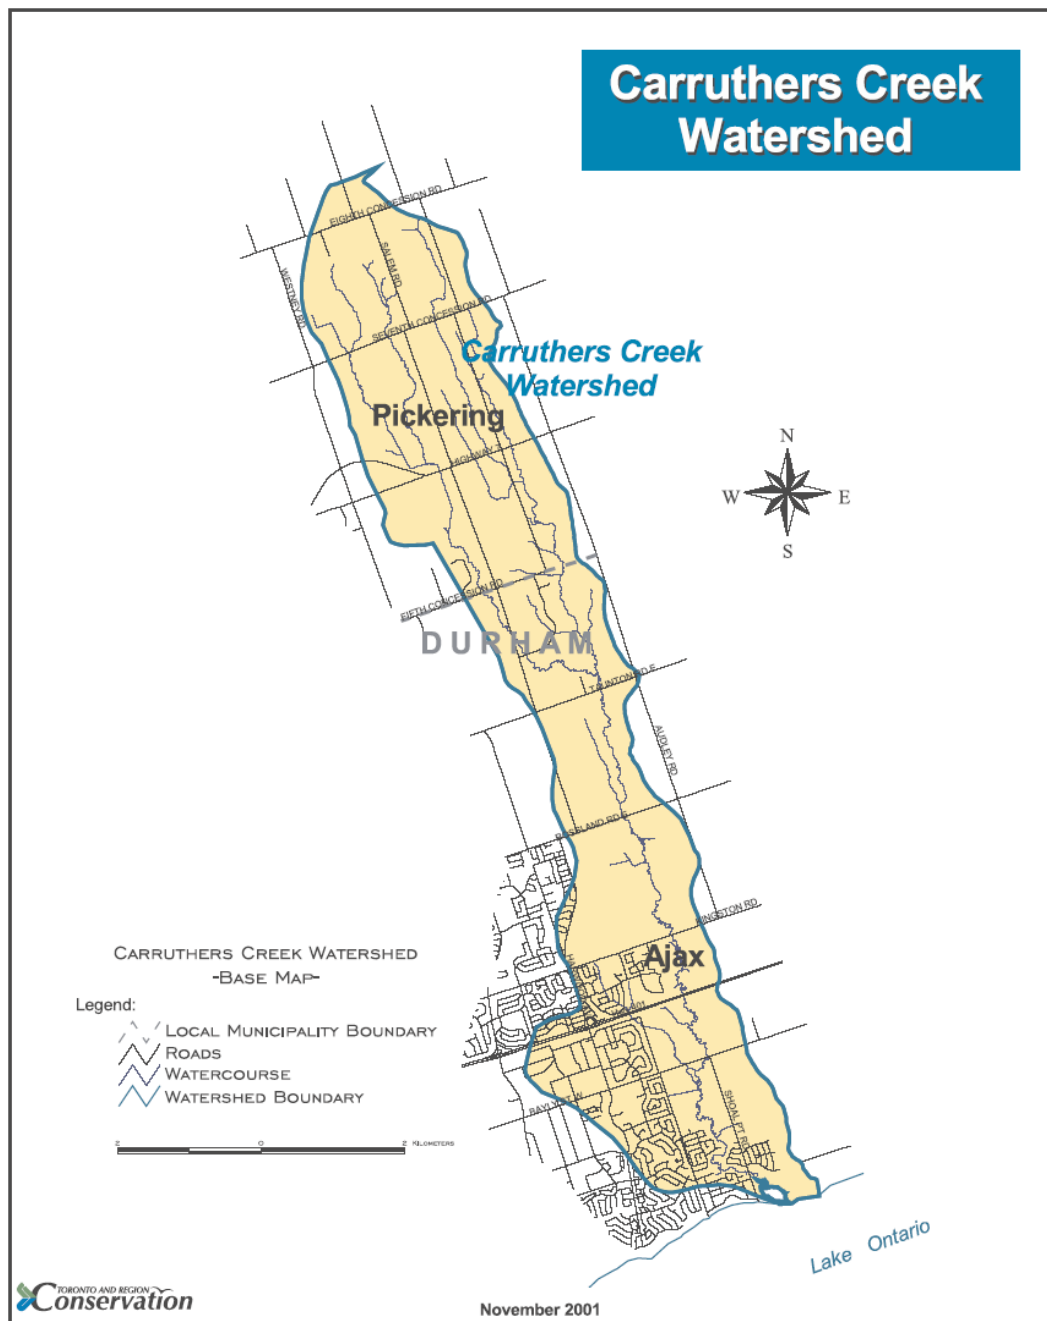 Carruthers Creek
Watershed
EIGHTH CONCESSION RD
SALEM RD
WESTNEY RD
SEVENTH CONCESSION RD
Carruthers Creek
Watershed
Pickering
HIGHWAY 7
N
W
E
S
FIFTH CONCESSION RD
DURHAM
TAUNTON RD E
AUDLEY RD
ROSSLAND RD E
KINGSTON RD
Ajax
CARRUTHERS CREEK WATERSHED
-BASE MAP-
Legend:
LOCAL MUNICIPALITY BOUNDARY
ROADS
WATERCOURSE
WATERSHED BOUNDARY
BAYLY ST W
SHOAL PT RD
2 0 2 KILOMETERS
Lake Ontario
TORONTO AND REGION
Conservation
November 2001